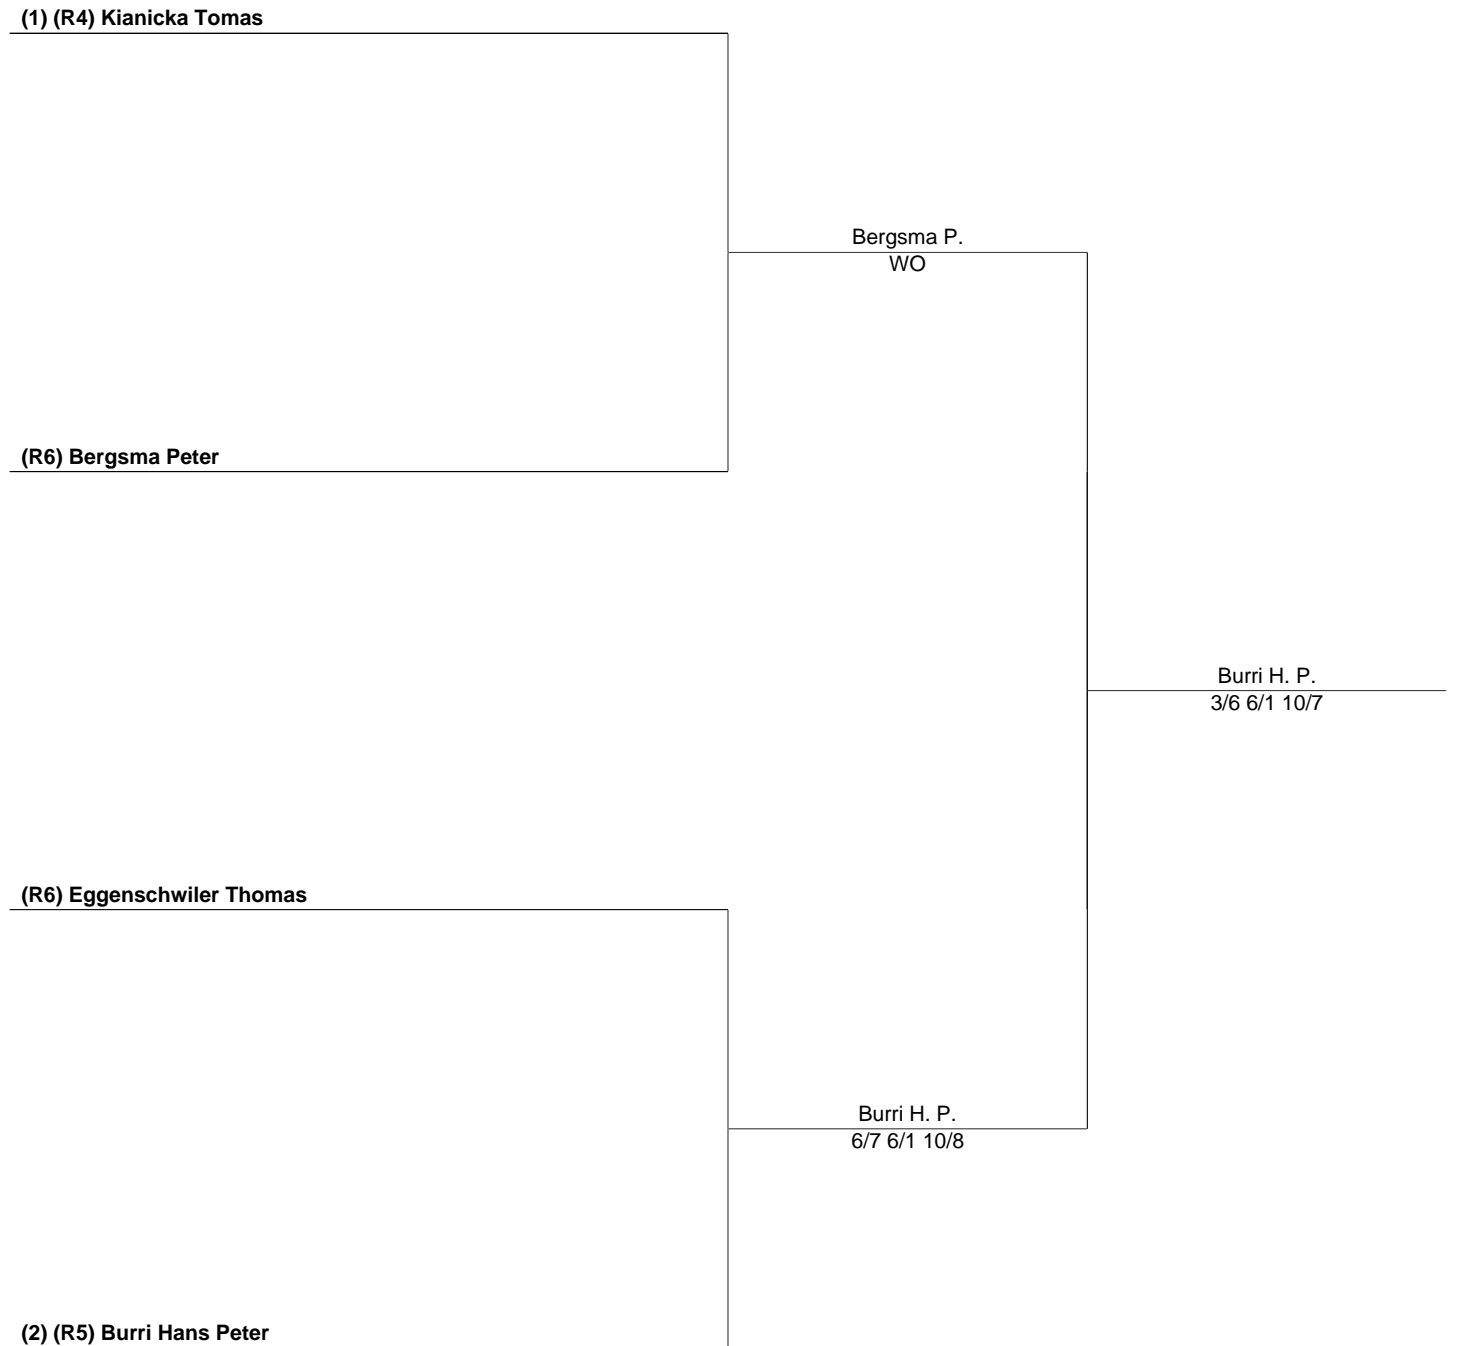 (1) (R4) Kianicka Tomas
Bergsma P.
WO
(R6) Bergsma Peter
Burri H. P.
3/6 6/1 10/7
(R6) Eggenschwiler Thomas
Burri H. P.
6/7 6/1 10/8
(2) (R5) Burri Hans Peter